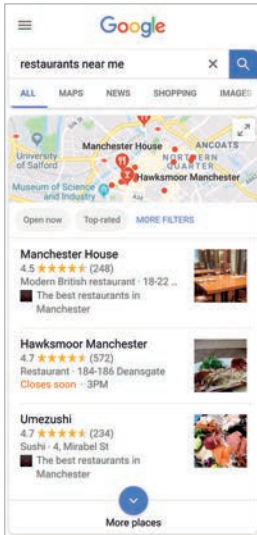 Google
restaurants near me
ALL MAPS NEWS SHOPPING IMAGES
University
of Salford
Manchester House
ANCOATS
NORTHERN
QUARTER
Hawksmoor Manchester
Museum of Science
and Industry
Open now Top-rated MORE FILTERS
Manchester House
4.5 ★★★★★ (248)
Modern British restaurant · 18-22 ..
The best restaurants in
Manchester
Hawksmoor Manchester
4.7 ★★★★★ (572)
Restaurant · 184-186 Deansgate
Closes soon · 3PM
Umezushi
4.7 ★★★★★ (234)
Sushi · 4, Mirabel St
The best restaurants in
Manchester
More places